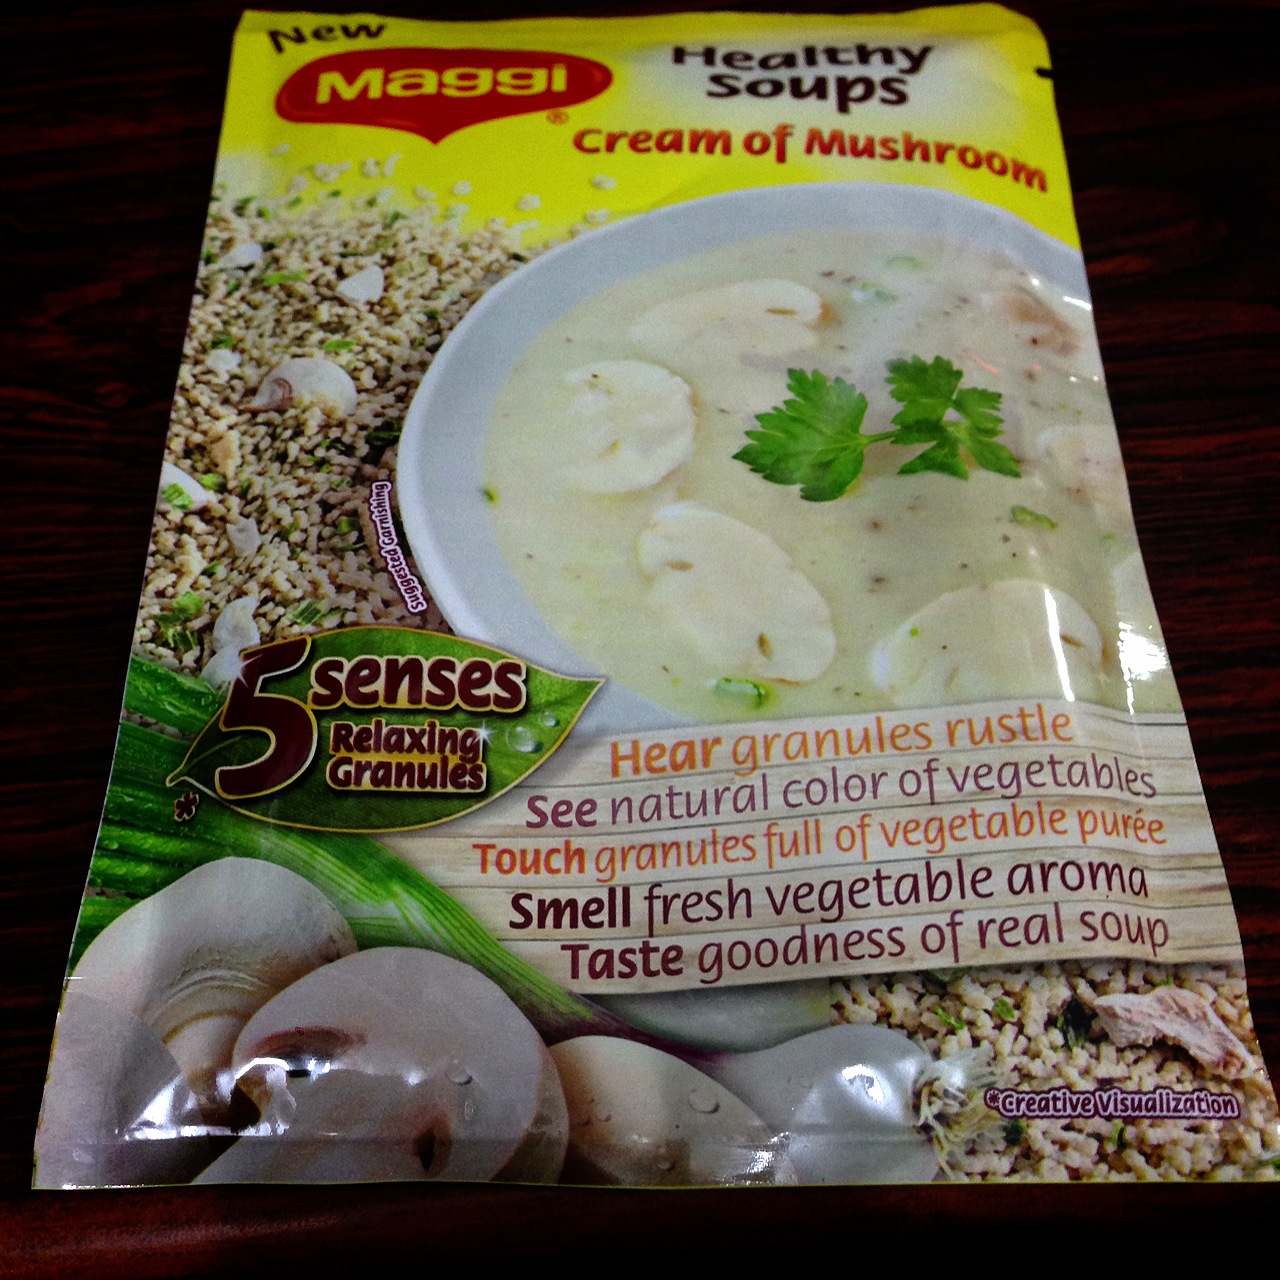 New
Maggi®
Healthy
Soups
Cream of Mushroom
Suggested Garnishing
5 senses
Relaxing
Granules
*
Hear granules rustle
See natural color of vegetables
Touch granules full of vegetable purée
Smell fresh vegetable aroma
Taste goodness of real soup
*Creative Visualization